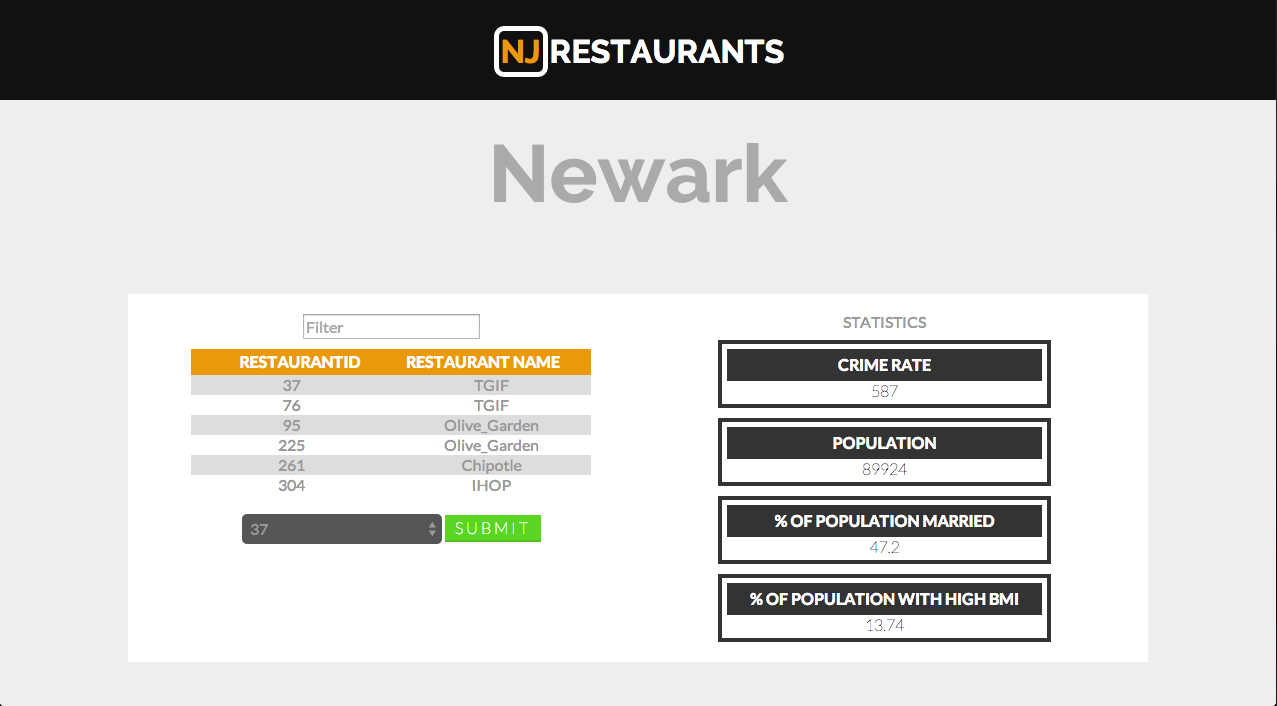 NJ RESTAURANTS
Newark
Filter
RESTAURANTID RESTAURANT NAME
37 TGIF
76 TGIF
95 Olive_Garden
225 Olive_Garden
261 Chipotle
304 IHOP
37 SUBMIT
STATISTICS
CRIME RATE
587
POPULATION
89924
% OF POPULATION MARRIED
47.2
% OF POPULATION WITH HIGH BMI
13.74